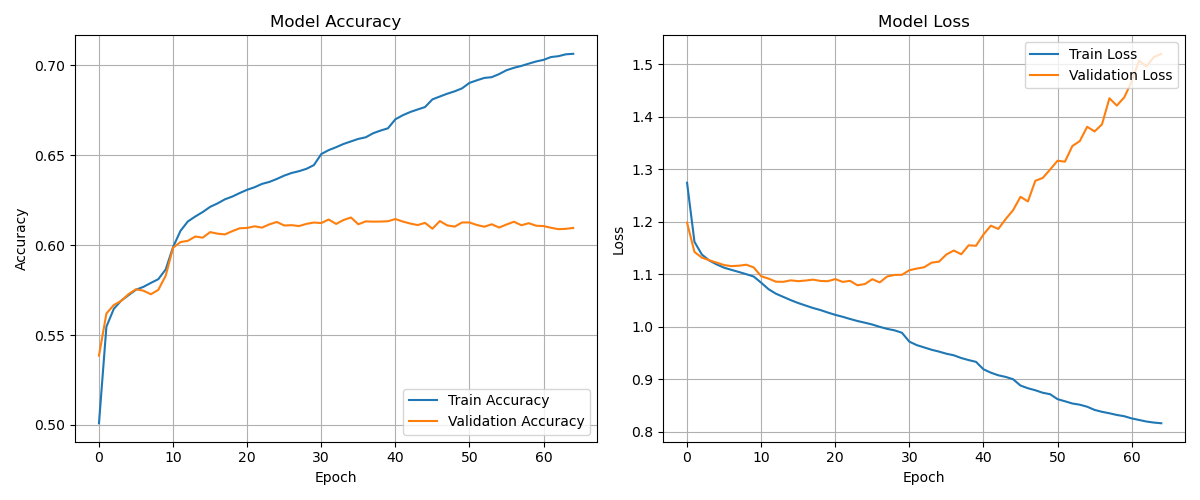 Model Accuracy
Accuracy
0.70
0.65
0.60
0.55
0.50
0 10 20 30 40 50 60
Epoch
Train Accuracy
Validation Accuracy
Model Loss
Loss
1.5
1.4
1.3
1.2
1.1
1.0
0.9
0.8
0 10 20 30 40 50 60
Epoch
Train Loss
Validation Loss